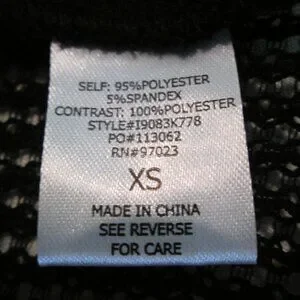 SELF: 95%POLYESTER
5%SPANDEX
CONTRAST: 100%POLYESTER
STYLE#I9083K778
PO#113062
RN#97023
XS
MADE IN CHINA
SEE REVERSE
FOR CARE